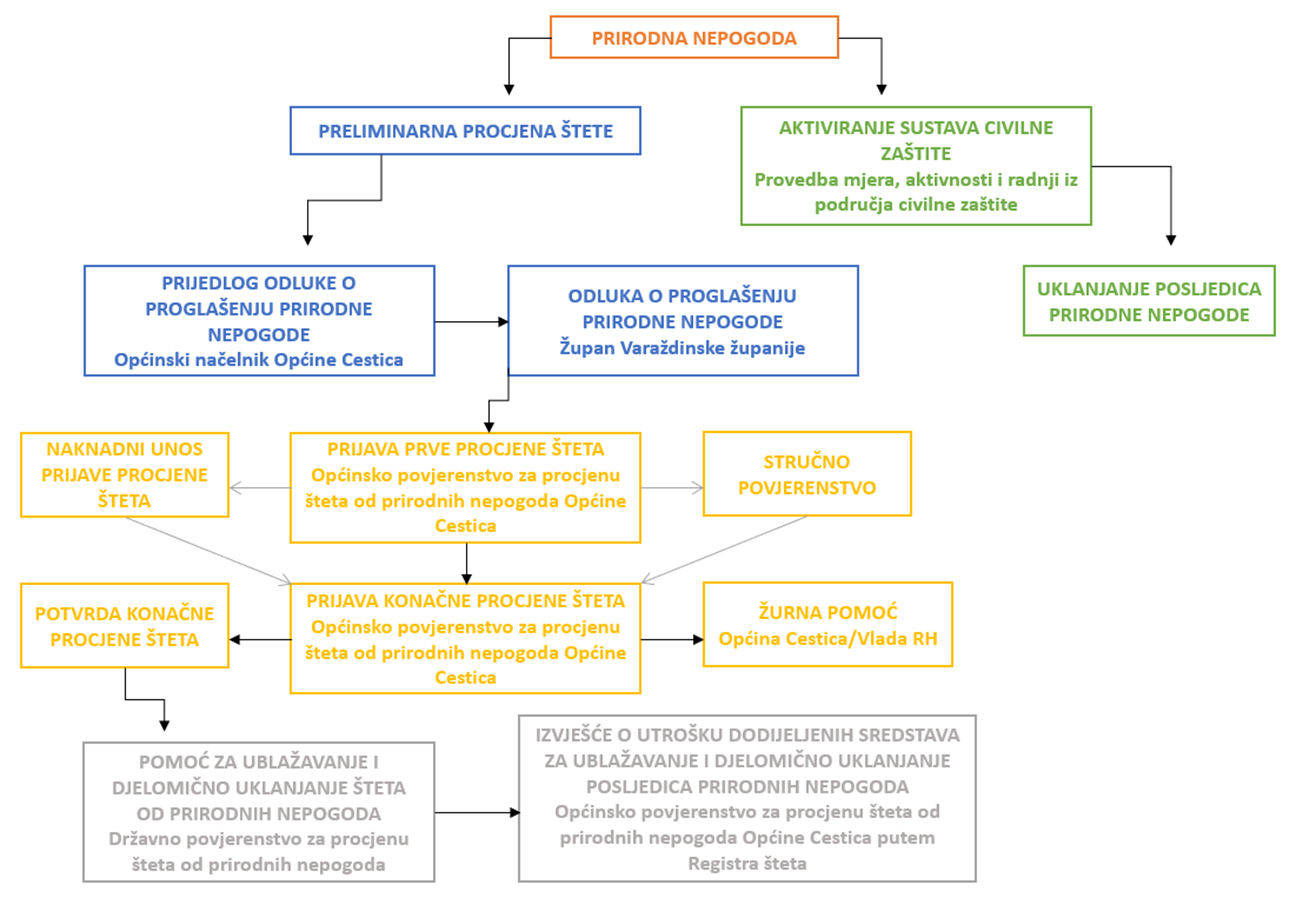 PRIRODNA NEPOGODA
PRELIMINARNA PROCJENA ŠTETE
AKTIVIRANJE SUSTAVA CIVILNE
ZAŠTITE
Provedba mjera, aktivnosti i radnji iz
područja civilne zaštite
PRIJEDLOG ODLUKE O
PROGLAŠENJU PRIRODNE
NEPOGODE
Općinski načelnik Općine Cestica
ODLUKA O PROGLAŠENJU
PRIRODNE NEPOGODE
Župan Varaždinske županije
UKLANJANJE POSLJEDICA
PRIRODNE NEPOGODE
NAKNADNI UNOS
PRIJAVE PROCJENE
ŠTETA
PRIJAVA PRVE PROCJENE ŠTETA
Općinsko povjerenstvo za procjenu
šteta od prirodnih nepogoda Općine
Cestica
STRUČNO
POVJERENSTVO
POTVRDA KONAČNE
PROCJENE ŠTETA
PRIJAVA KONAČNE PROCJENE ŠTETA
Općinsko povjerenstvo za procjenu
šteta od prirodnih nepogoda Općine
Cestica
ŽURNA POMOĆ
Općina Cestica/Vlada RH
POMOĆ ZA UBLAŽAVANJE I
DJELOMIČNO UKLANJANJE ŠTETA
OD PRIRODNIH NEPOGODA
Državno povjerenstvo za procjenu
šteta od prirodnih nepogoda
IZVJEŠĆE O UTROŠKU DODIJELJENIH SREDSTAVA
ZA UBLAŽAVANJE I DJELOMIČNO UKLANJANJE
POSLJEDICA PRIRODNIH NEPOGODA
Općinsko povjerenstvo za procjenu šteta od
prirodnih nepogoda Općine Cestica putem
Registra šteta